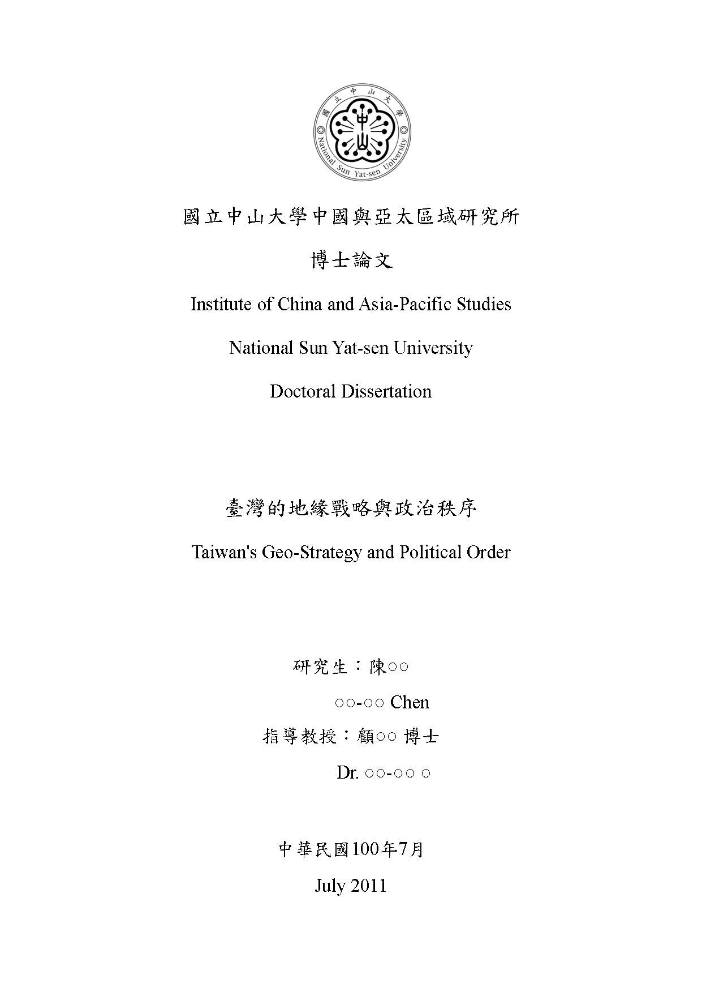 國立中山大學
National Sun Yat-sen University
中山
國立中山大學中國與亞太區域研究所
博士論文
Institute of China and Asia-Pacific Studies
National Sun Yat-sen University
Doctoral Dissertation
臺灣的地緣戰略與政治秩序
Taiwan's Geo-Strategy and Political Order
研究生：陳○○
○○-○○ Chen
指導教授：顧○○ 博士
Dr. ○○-○○ ○
中華民國100年7月
July 2011